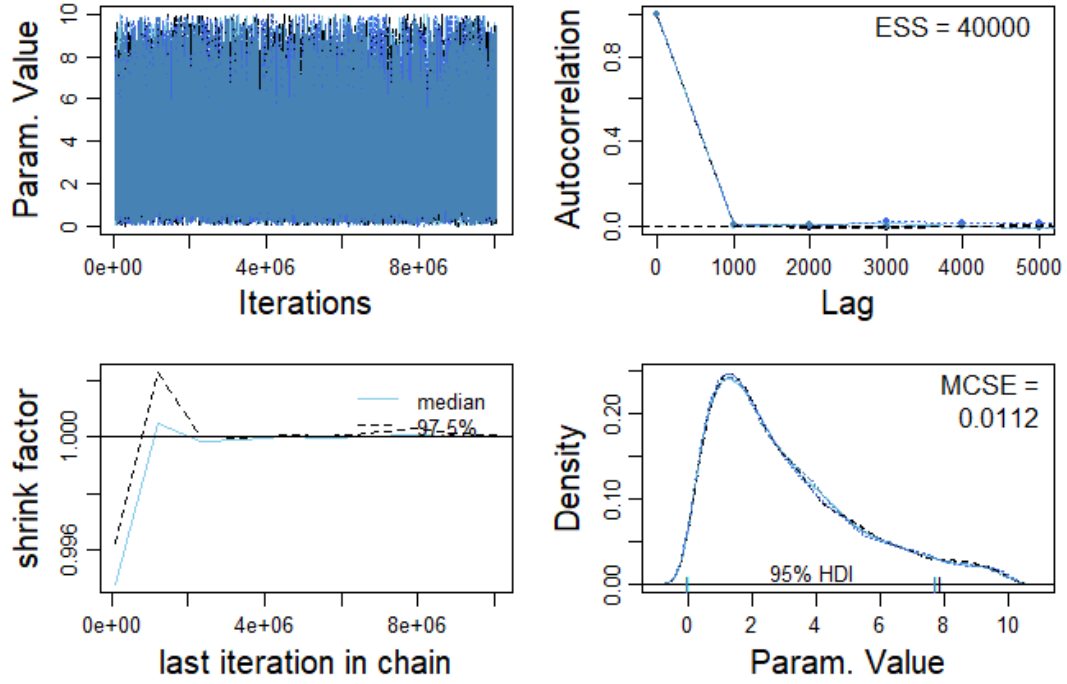 Param. Value
0 2 4 6 8 10
0e+00 4e+06 8e+06
Iterations
Autocorrelation
0.0 0.4 0.8
ESS = 40000
0 1000 2000 3000 4000 5000
Lag
shrink factor
0.996 1.000
median
97.5%
0e+00 4e+06 8e+06
last iteration in chain
Density
0.00 0.10 0.20
MCSE =
0.0112
95% HDI
0 2 4 6 8 10
Param. Value